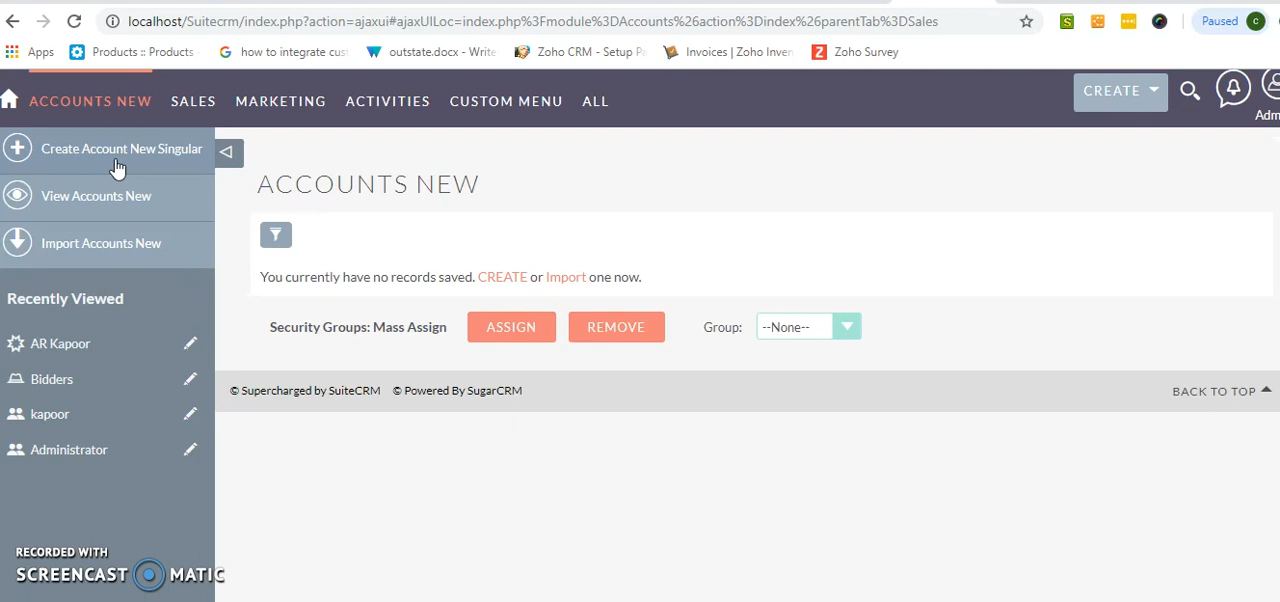 localhost/Suitecrm/index.php?action=ajaxui#ajaxUILoc=index.php%3Fmodule%3DAccounts%26action%3Dindex%26parentTab%3DSales
S
Paused C
Apps Products :: Products how to integrate cus outstate.docx - Write Zoho CRM - Setup Pa Invoices | Zoho Inven Z Zoho Survey
ACCOUNTS NEW SALES MARKETING ACTIVITIES CUSTOM MENU ALL CREATE
Adm
Create Account New Singular
View Accounts New
Import Accounts New
Recently Viewed
AR Kapoor
Bidders
kapoor
Administrator
ACCOUNTS NEW
You currently have no records saved. CREATE or Import one now.
Security Groups: Mass Assign ASSIGN REMOVE Group: --None--
© Supercharged by SuiteCRM © Powered By SugarCRM BACK TO TOP
RECORDED WITH
SCREENCAST MATIC